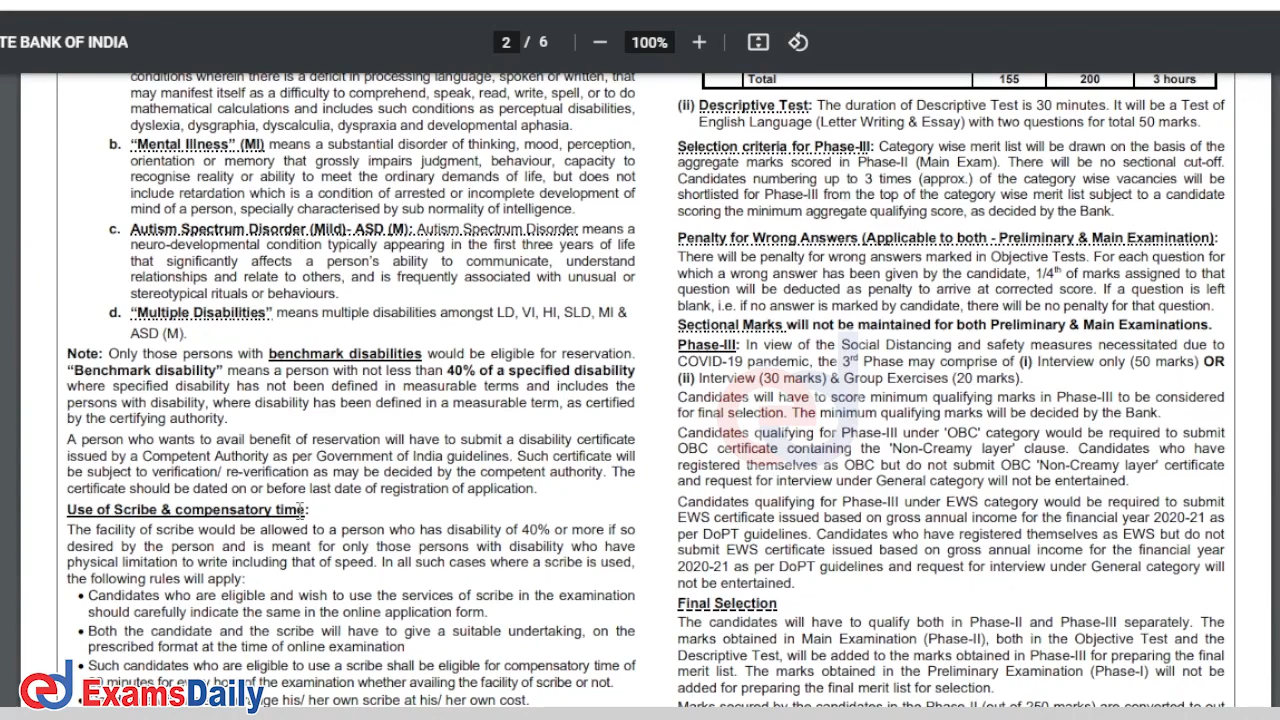 TE BANK OF INDIA
2 / 6
100%
conditions wherein there is a deficit in processing language, spoken or written, that
may manifest itself as a difficulty to comprehend, speak, read, write, spell, or to do
mathematical calculations and includes such conditions as perceptual disabilities,
dyslexia, dysgraphia, dyscalculia, dyspraxia and developmental aphasia.
b. “Mental Illness” (MI) means a substantial disorder of thinking, mood, perception,
orientation or memory that grossly impairs judgment, behaviour, capacity to
recognise reality or ability to meet the ordinary demands of life, but does not
include retardation which is a condition of arrested or incomplete development of
mind of a person, specially characterised by sub normality of intelligence.
c. Autism Spectrum Disorder (Mild)- ASD (M): Autism Spectrum Disorder means a
neuro-developmental condition typically appearing in the first three years of life
that significantly affects a person’s ability to communicate, understand
relationships and relate to others, and is frequently associated with unusual or
stereotypical rituals or behaviours.
d. “Multiple Disabilities” means multiple disabilities amongst LD, VI, HI, SLD, MI &
ASD (M).
Note: Only those persons with benchmark disabilities would be eligible for reservation.
“Benchmark disability” means a person with not less than 40% of a specified disability
where specified disability has not been defined in measurable terms and includes the
persons with disability, where disability has been defined in a measurable term, as certified
by the certifying authority.
A person who wants to avail benefit of reservation will have to submit a disability certificate
issued by a Competent Authority as per Government of India guidelines. Such certificate will
be subject to verification/ re-verification as may be decided by the competent authority. The
certificate should be dated on or before last date of registration of application.
Use of Scribe & compensatory time:
The facility of scribe would be allowed to a person who has disability of 40% or more if so
desired by the person and is meant for only those persons with disability who have
physical limitation to write including that of speed. In all such cases where a scribe is used,
the following rules will apply:
• Candidates who are eligible and wish to use the services of scribe in the examination
should carefully indicate the same in the online application form.
• Both the candidate and the scribe will have to give a suitable undertaking, on the
prescribed format at the time of online examination
• Such candidates who are eligible to use a scribe shall be eligible for compensatory time of
minutes for every hour of the examination whether availing the facility of scribe or not.
his/ her own scribe at his/ her own cost.
Total 155 200 3 hours
(ii) Descriptive Test: The duration of Descriptive Test is 30 minutes. It will be a Test of
English Language (Letter Writing & Essay) with two questions for total 50 marks.
Selection criteria for Phase-III: Category wise merit list will be drawn on the basis of the
aggregate marks scored in Phase-II (Main Exam). There will be no sectional cut-off.
Candidates numbering up to 3 times (approx.) of the category wise vacancies will be
shortlisted for Phase-III from the top of the category wise merit list subject to a candidate
scoring the minimum aggregate qualifying score, as decided by the Bank.
Penalty for Wrong Answers (Applicable to both - Preliminary & Main Examination):
There will be penalty for wrong answers marked in Objective Tests. For each question for
which a wrong answer has been given by the candidate, 1/4th of marks assigned to that
question will be deducted as penalty to arrive at corrected score. If a question is left
blank, i.e. if no answer is marked by candidate, there will be no penalty for that question.
Sectional Marks will not be maintained for both Preliminary & Main Examinations.
Phase-III: In view of the Social Distancing and safety measures necessitated due to
COVID-19 pandemic, the 3rd Phase may comprise of (i) Interview only (50 marks) OR
(ii) Interview (30 marks) & Group Exercises (20 marks).
Candidates will have to score minimum qualifying marks in Phase-III to be considered
for final selection. The minimum qualifying marks will be decided by the Bank.
Candidates qualifying for Phase-III under 'OBC' category would be required to submit
OBC certificate containing the 'Non-Creamy layer' clause. Candidates who have
registered themselves as OBC but do not submit OBC 'Non-Creamy layer' certificate
and request for interview under General category will not be entertained.
Candidates qualifying for Phase-III under EWS category would be required to submit
EWS certificate issued based on gross annual income for the financial year 2020-21 as
per DoPT guidelines. Candidates who have registered themselves as EWS but do not
submit EWS certificate issued based on gross annual income for the financial year
2020-21 as per DoPT guidelines and request for interview under General category will
not be entertained.
Final Selection
The candidates will have to qualify both in Phase-II and Phase-III separately. The
marks obtained in Main Examination (Phase-II), both in the Objective Test and the
Descriptive Test, will be added to the marks obtained in Phase-III for preparing the final
merit list. The marks obtained in the Preliminary Examination (Phase-I) will not be
added for preparing the final merit list for selection.
Marks secured by the candidates in the Phase-II (out of 250 marks) are converted to out
ed
ExamsDaily